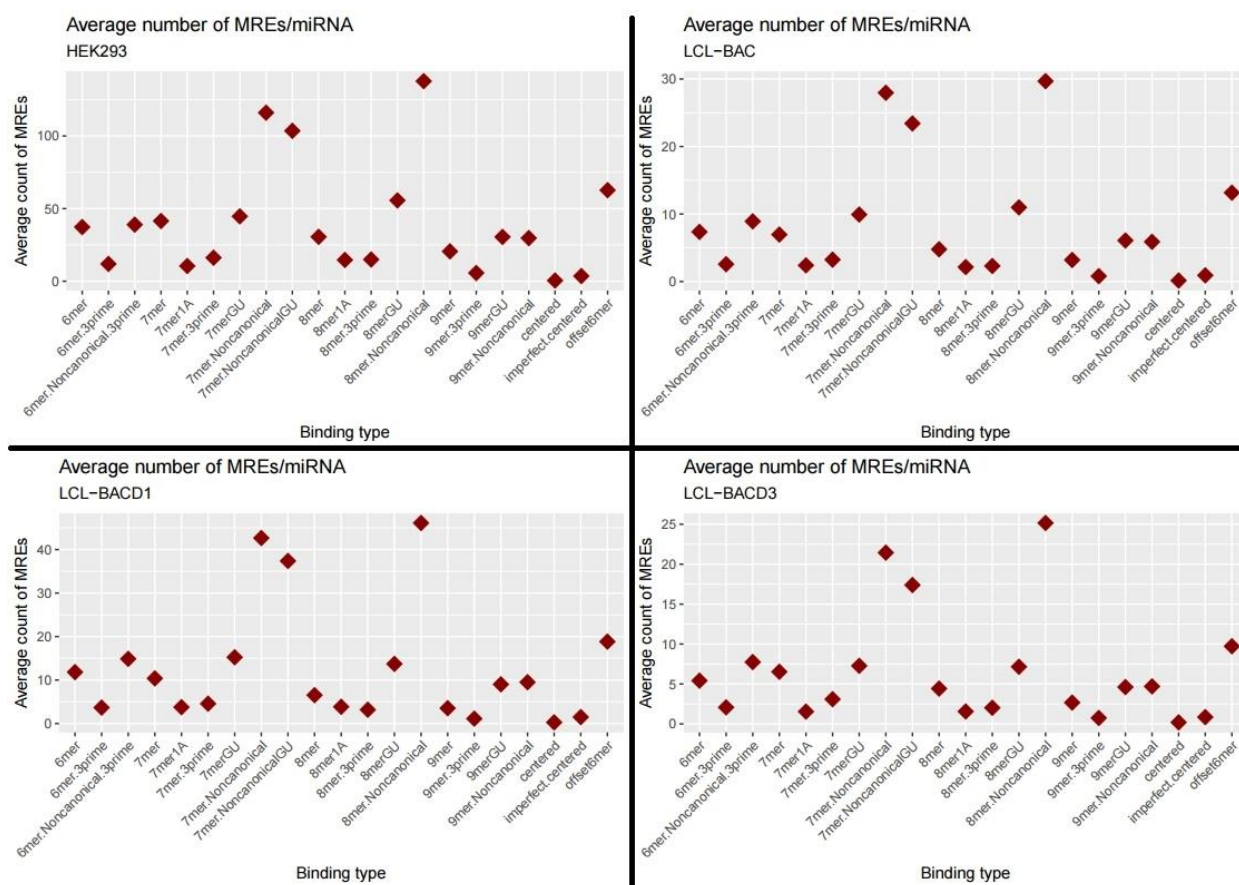 Average number of MREs/miRNA
HEK293
Average count of MREs
100
50
0
6mer
6mer.3prime
6mer.Noncanonical.3prime
7mer
7mer1A
7mer.3prime
7merGU
7mer.Noncanonical
7mer.NoncanonicalGU
8mer
8mer1A
8mer.3prime
8merGU
8mer.Noncanonical
9mer
9mer.3prime
9merGU
9mer.Noncanonical
centered
imperfect.centered
offset6mer
Binding type
Average number of MREs/miRNA
LCL−BAC
Average count of MREs
30
20
10
0
6mer
6mer.3prime
6mer.Noncanonical.3prime
7mer
7mer1A
7mer.3prime
7merGU
7mer.Noncanonical
7mer.NoncanonicalGU
8mer
8mer1A
8mer.3prime
8merGU
8mer.Noncanonical
9mer
9mer.3prime
9merGU
9mer.Noncanonical
centered
imperfect.centered
offset6mer
Binding type
Average number of MREs/miRNA
LCL−BACD1
Average count of MREs
40
30
20
10
0
6mer
6mer.3prime
6mer.Noncanonical.3prime
7mer
7mer1A
7mer.3prime
7merGU
7mer.Noncanonical
7mer.NoncanonicalGU
8mer
8mer1A
8mer.3prime
8merGU
8mer.Noncanonical
9mer
9mer.3prime
9merGU
9mer.Noncanonical
centered
imperfect.centered
offset6mer
Binding type
Average number of MREs/miRNA
LCL−BACD3
Average count of MREs
25
20
15
10
5
0
6mer
6mer.3prime
6mer.Noncanonical.3prime
7mer
7mer1A
7mer.3prime
7merGU
7mer.Noncanonical
7mer.NoncanonicalGU
8mer
8mer1A
8mer.3prime
8merGU
8mer.Noncanonical
9mer
9mer.3prime
9merGU
9mer.Noncanonical
centered
imperfect.centered
offset6mer
Binding type